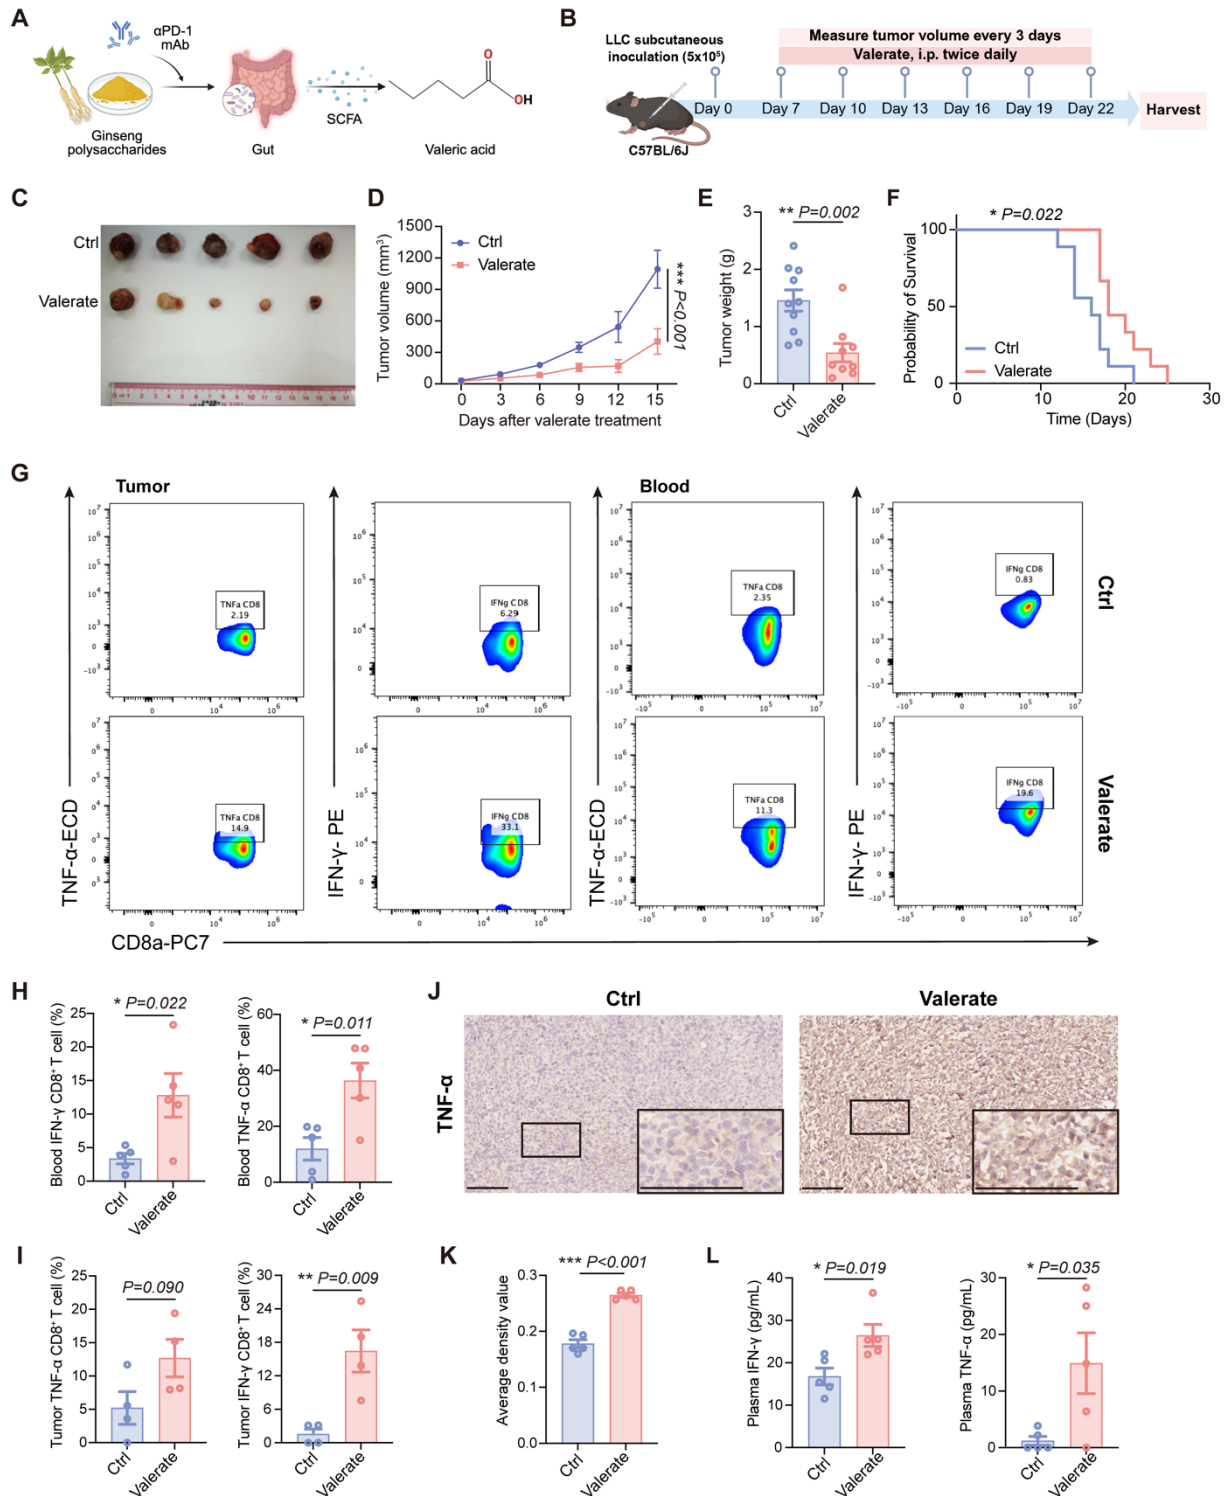 A
αPD-1
mAb
Ginseng
polysaccharides
Gut
SCFA
O
OH
Valeric acid
B
LLC subcutaneous
inoculation (5x10⁵)
C57BL/6J
Measure tumor volume every 3 days
Valerate, i.p. twice daily
Day 0 Day 7 Day 10 Day 13 Day 16 Day 19 Day 22
Harvest
C
Ctrl
Valerate
D
Tumor volume (mm³)
1500
1200
900
600
300
0
Ctrl
Valerate
*** P<0.001
0 3 6 9 12 15
Days after valerate treatment
E
** P=0.002
Tumor weight (g)
3
2
1
0
Ctrl
Valerate
F
* P=0.022
Probability of Survival
100
50
0
Ctrl
Valerate
0 10 20 30
Time (Days)
G
Tumor
Blood
TNFa CD8
2.19
IFNg CD8
6.29
TNFa CD8
2.35
IFNg CD8
0.83
Ctrl
TNFa CD8
14.9
IFNg CD8
33.1
TNFa CD8
11.3
IFNg CD8
19.6
Valerate
TNF-α-ECD
IFN-γ- PE
TNF-α-ECD
IFN-γ- PE
CD8a-PC7
H
* P=0.022
Blood IFN-γ CD8⁺ T cell (%)
25
20
15
10
5
0
Ctrl
Valerate
* P=0.011
Blood TNF-α CD8⁺ T cell (%)
60
40
20
0
Ctrl
Valerate
J
Ctrl
Valerate
TNF-α
I
P=0.090
Tumor TNF-α CD8⁺ T cell (%)
25
20
15
10
5
0
Ctrl
Valerate
** P=0.009
Tumor IFN-γ CD8⁺ T cell (%)
30
24
18
12
6
0
Ctrl
Valerate
K
*** P<0.001
Average density value
0.3
0.2
0.1
0.0
Ctrl
Valerate
L
* P=0.019
Plasma IFN-γ (pg/mL)
40
30
20
10
0
Ctrl
Valerate
* P=0.035
Plasma TNF-α (pg/mL)
30
20
10
0
Ctrl
Valerate